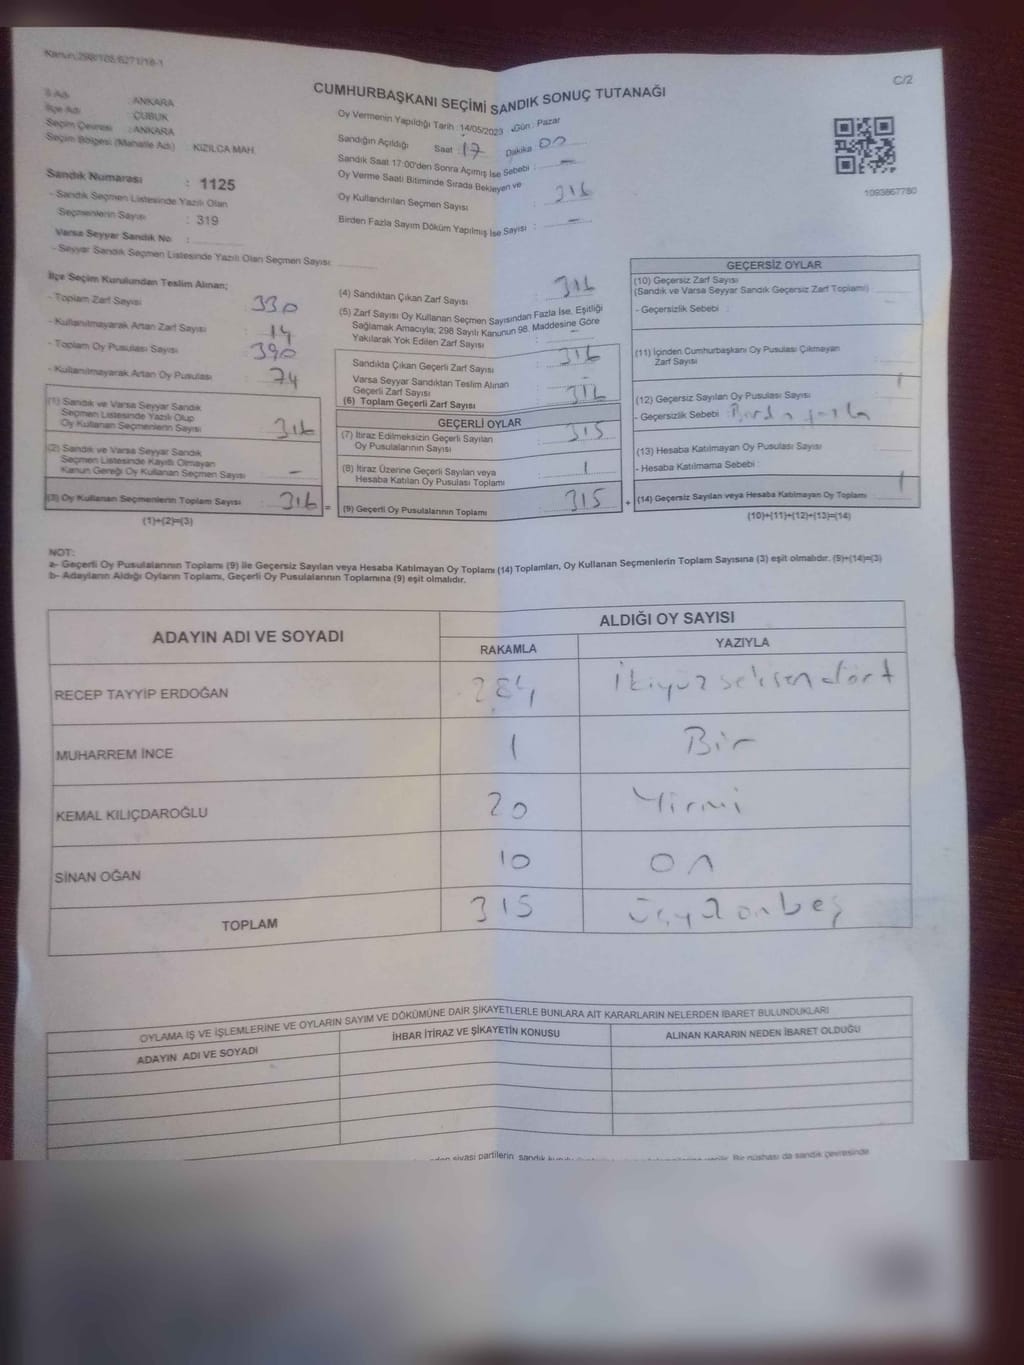 Kanun:298/105/6271/18-1
C/2
CUMHURBAŞKANI SEÇİMİ SANDIK SONUÇ TUTANAĞI
İl Adı : ANKARA
İlçe Adı : ÇUBUK
Seçim Çevresi : ANKARA
Seçim Bölgesi (Mahalle Adı) : KIZILCA MAH.
Sandık Numarası : 1125
- Sandık Seçmen Listesinde Yazılı Olan
Seçmenlerin Sayısı : 319
Varsa Seyyar Sandık No :
- Seyyar Sandık Seçmen Listesinde Yazılı Olan Seçmen Sayısı:
Oy Vermenin Yapıldığı Tarih : 14/05/2023 Gün : Pazar
Sandığın Açıldığı Saat : 17 Dakika 00
Sandık Saat 17:00'den Sonra Açımış İse Sebebi : -
Oy Verme Saati Bitiminde Sırada Bekleyen ve
Oy Kullandırılan Seçmen Sayısı : 316
Birden Fazla Sayım Döküm Yapılmış İse Sayısı : -
1093867780
İlçe Seçim Kurulundan Teslim Alınan;
- Toplam Zarf Sayısı : 330
- Kullanılmayarak Artan Zarf Sayısı : 14
- Toplam Oy Pusulası Sayısı : 390
- Kullanılmayarak Artan Oy Pusulası : 74
(1) Sandık ve Varsa Seyyar Sandık
Seçmen Listesinde Yazılı Olup
Oy Kullanan Seçmenlerin Sayısı : 316
(2) Sandık ve Varsa Seyyar Sandık
Seçmen Listesinde Kayıtlı Olmayan
Kanun Gereği Oy Kullanan Seçmen Sayısı : -
(3) Oy Kullanan Seçmenlerin Toplam Sayısı : 316 =
(1)+(2)=(3)
(4) Sandıktan Çıkan Zarf Sayısı : 316
(5) Zarf Sayısı Oy Kullanan Seçmen Sayısından Fazla İse, Eşitliği
Sağlamak Amacıyla; 298 Sayılı Kanunun 98. Maddesine Göre
Yakılarak Yok Edilen Zarf Sayısı :
Sandıkta Çıkan Geçerli Zarf Sayısı : 316
Varsa Seyyar Sandıktan Teslim Alınan
Geçerli Zarf Sayısı :
(6) Toplam Geçerli Zarf Sayısı : 316
GEÇERLİ OYLAR
(7) İtiraz Edilmeksizin Geçerli Sayılan
Oy Pusulalarının Sayısı : 315
(8) İtiraz Üzerine Geçerli Sayılan veya
Hesaba Katılan Oy Pusulası Toplamı : 1
(9) Geçerli Oy Pusulalarının Toplamı : 315 +
GEÇERSİZ OYLAR
(10) Geçersiz Zarf Sayısı
(Sandık ve Varsa Seyyar Sandık Geçersiz Zarf Toplamı) :
- Geçersizlik Sebebi :
(11) İçinden Cumhurbaşkanı Oy Pusulası Çıkmayan
Zarf Sayısı :
(12) Geçersiz Sayılan Oy Pusulası Sayısı : 1
- Geçersizlik Sebebi :
(13) Hesaba Katılmayan Oy Pusulası Sayısı :
- Hesaba Katılmama Sebebi :
(14) Geçersiz Sayılan veya Hesaba Katılmayan Oy Toplamı : 1
(10)+(11)+(12)+(13)=(14)
NOT:
a- Geçerli Oy Pusulalarının Toplamı (9) ile Geçersiz Sayılan veya Hesaba Katılmayan Oy Toplamı (14) Toplamları, Oy Kullanan Seçmenlerin Toplam Sayısına (3) eşit olmalıdır. (9)+(14)=(3)
b- Adayların Aldığı Oyların Toplamı, Geçerli Oy Pusulalarının Toplamına (9) eşit olmalıdır.
ADAYIN ADI VE SOYADI
ALDIĞI OY SAYISI
RAKAMLA YAZIYLA
RECEP TAYYİP ERDOĞAN 284 İkiyüzseksendört
MUHARREM İNCE 1 Bir
KEMAL KILIÇDAROĞLU 20 Yirmi
SİNAN OĞAN 10 On
TOPLAM 315 Üçyüzonbeş
OYLAMA İŞ VE İŞLEMLERİNE VE OYLARIN SAYIM VE DÖKÜMÜNE DAİR ŞİKAYETLERLE BUNLARA AİT KARARLARIN NELERDEN İBARET BULUNDUKLARI
ADAYIN ADI VE SOYADI İHBAR İTİRAZ VE ŞİKAYETİN KONUSU ALINAN KARARIN NEDEN İBARET OLDUĞU
siyasi partilerin sandık Bir nüshası da sandık çevresinde